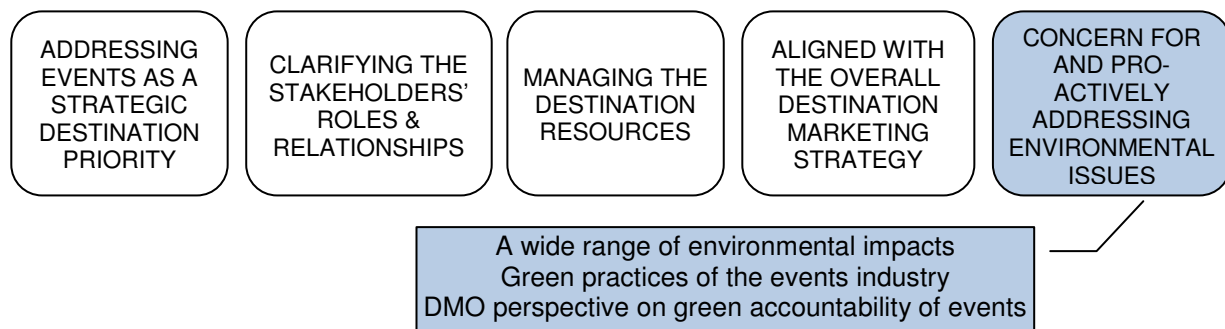 ADDRESSING
EVENTS AS A
STRATEGIC
DESTINATION
PRIORITY
CLARIFYING THE
STAKEHOLDERS'
ROLES &
RELATIONSHIPS
MANAGING THE
DESTINATION
RESOURCES
ALIGNED WITH
THE OVERALL
DESTINATION
MARKETING
STRATEGY
CONCERN FOR
AND PRO-
ACTIVELY
ADDRESSING
ENVIRONMENTAL
ISSUES
A wide range of environmental impacts
Green practices of the events industry
DMO perspective on green accountability of events